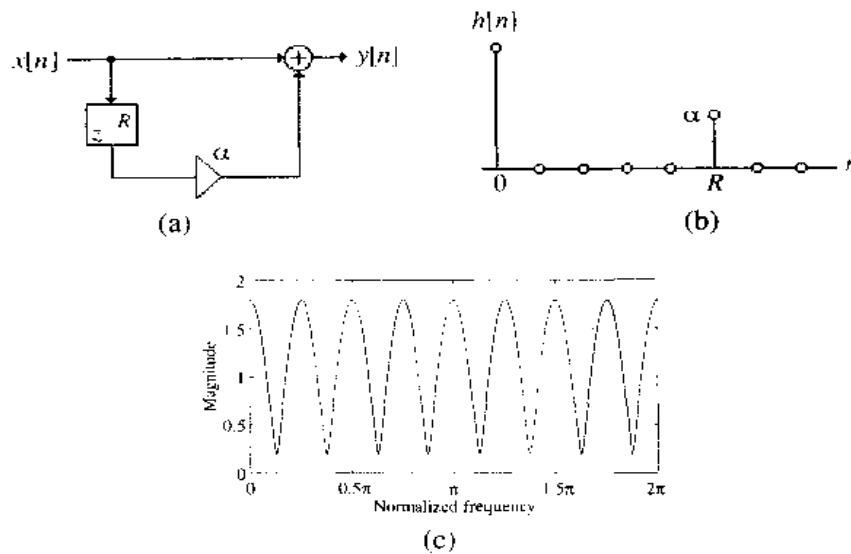 x[n]
y[n]
z R
α
(a)
h[n]
α
0
R
(b)
2
1.5
1
0.5
0
Magnitude
0
0.5π
π
1.5π
2π
Normalized frequency
(c)